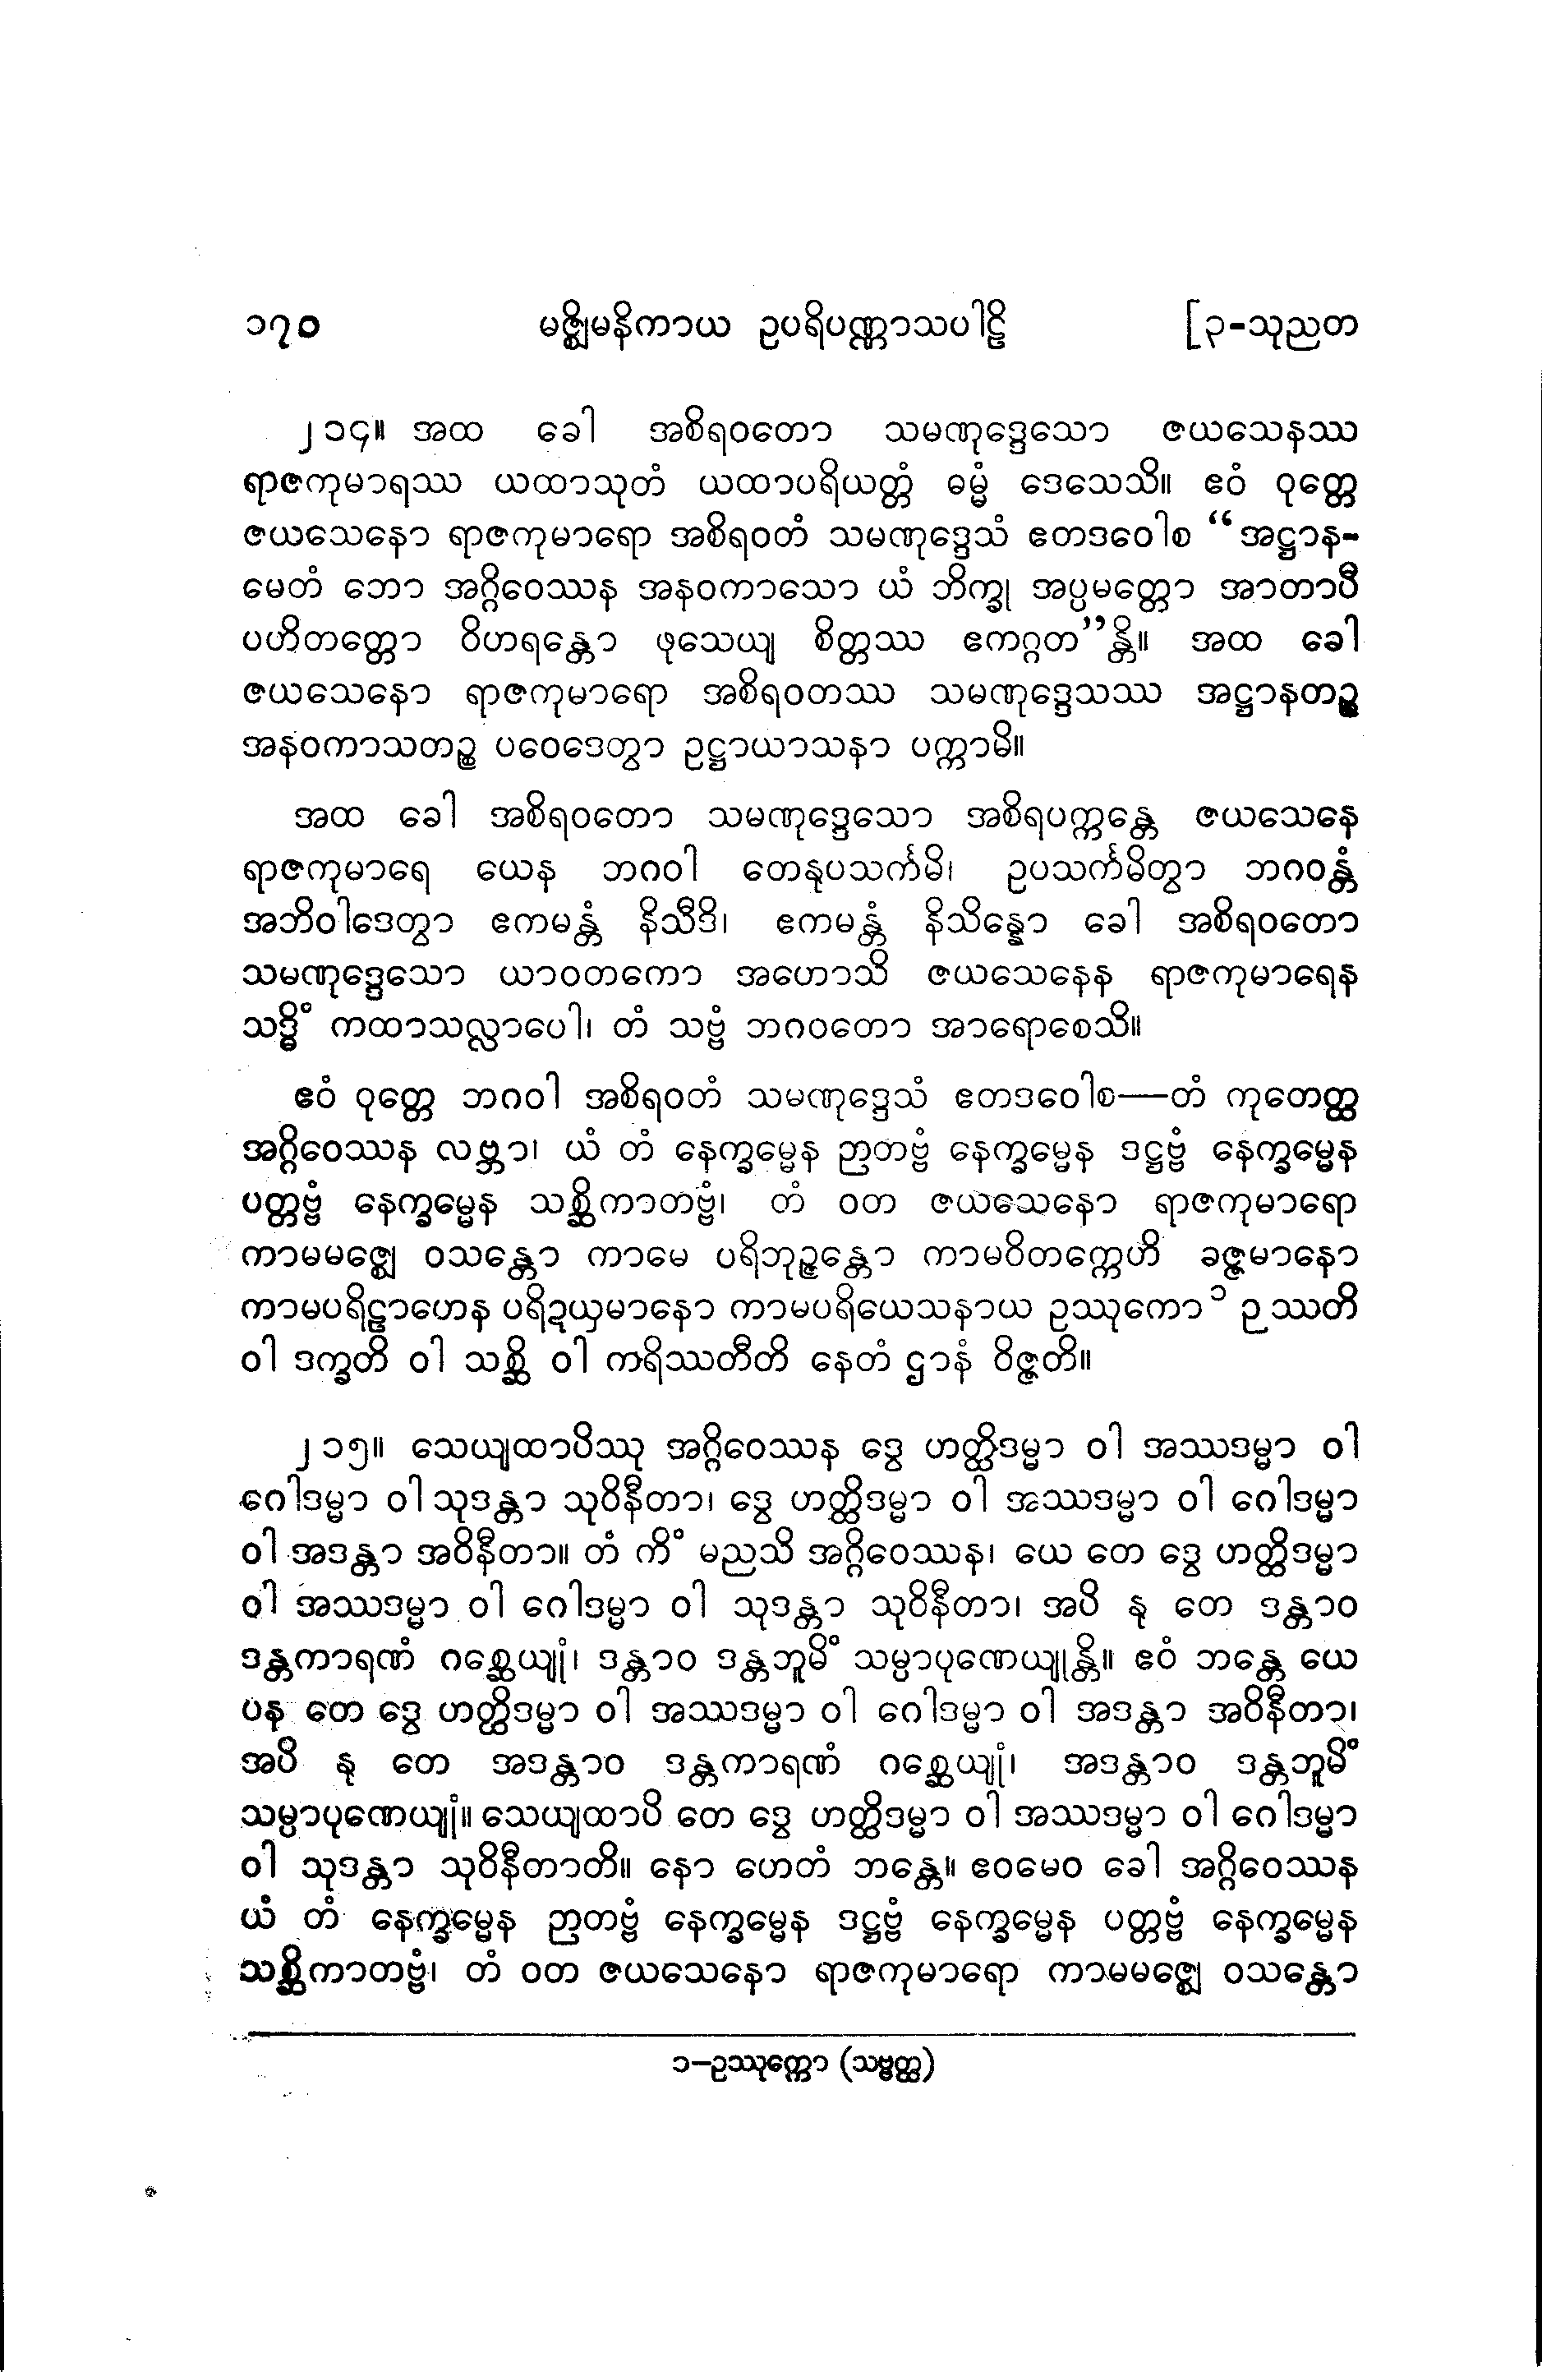 ၁၇၀ မဇ္ဈိမနိကာယ ဥပရိပဏ္ဏာသပါဠိ [၃-သုညတ
၂၁၄။ အထ ခေါ အစိရဝတော သမဏုဒ္ဒေသော ဇယသေနဿ
ရာဇကုမာရဿ ယထာသုတံ ယထာပရိယတ္တံ ဓမ္မံ ဒေသေသိ။ ဧဝံ ဝုတ္တေ
ဇယသေနော ရာဇကုမာရော အစိရဝတံ သမဏုဒ္ဒေသံ ဧတဒဝေါစ “အဋ္ဌာန-
မေတံ ဘော အဂ္ဂိဝေဿန အနဝကာသော ယံ ဘိက္ခု အပ္ပမတ္တော အာတာပီ
ပဟိတတ္တော ဝိဟရန္တော ဖုသေယျ စိတ္တဿ ဧကဂ္ဂတ”န္တိ။ အထ ခေါ
ဇယသေနော ရာဇကုမာရော အစိရဝတဿ သမဏုဒ္ဒေသဿ အဋ္ဌာနတဉ္စ
အနဝကာသတဉ္စ ပဝေဒေတွာ ဥဋ္ဌာယာသနာ ပက္ကာမိ။
အထ ခေါ အစိရဝတော သမဏုဒ္ဒေသော အစိရပက္ကန္တေ ဇယသေနေ
ရာဇကုမာရေ ယေန ဘဂဝါ တေနုပသင်္ကမိ၊ ဥပသင်္ကမိတွာ ဘဂဝန္တံ
အဘိဝါဒေတွာ ဧကမန္တံ နိသီဒိ၊ ဧကမန္တံ နိသိန္နော ခေါ အစိရဝတော
သမဏုဒ္ဒေသော ယာဝတကော အဟောသိ ဇယသေနေန ရာဇကုမာရေန
သဒ္ဓိံ ကထာသလ္လာပေါ၊ တံ သဗ္ဗံ ဘဂဝတော အာရောစေသိ။
ဧဝံ ဝုတ္တေ ဘဂဝါ အစိရဝတံ သမဏုဒ္ဒေသံ ဧတဒဝေါစ—တံ ကုတေတ္ထ
အဂ္ဂိဝေဿန လဗ္ဘာ၊ ယံ တံ နေက္ခမ္မေန ဉာတဗ္ဗံ နေက္ခမ္မေန ဒဋ္ဌဗ္ဗံ နေက္ခမ္မေန
ပတ္တဗ္ဗံ နေက္ခမ္မေန သစ္ဆိကာတဗ္ဗံ၊ တံ ဝတ ဇယသေနော ရာဇကုမာရော
ကာမမဇ္ဈေ ဝသန္တော ကာမေ ပရိဘုဉ္ဇန္တော ကာမဝိတက္ကေဟိ ခဇ္ဇမာနော
ကာမပရိဠာဟေန ပရိဍယှမာနော ကာမပရိယေသနာယ ဥဿုကော ၁ ဉဿတိ
ဝါ ဒက္ခတိ ဝါ သစ္ဆိ ဝါ ကရိဿတီတိ နေတံ ဌာနံ ဝိဇ္ဇတိ။
၂၁၅။ သေယျထာပိဿု အဂ္ဂိဝေဿန ဒွေ ဟတ္ထိဒမ္မာ ဝါ အဿဒမ္မာ ဝါ
ဂေါဒမ္မာ ဝါ သုဒန္တာ သုဝိနီတာ၊ ဒွေ ဟတ္ထိဒမ္မာ ဝါ အဿဒမ္မာ ဝါ ဂေါဒမ္မာ
ဝါ အဒန္တာ အဝိနီတာ။ တံ ကိံ မညသိ အဂ္ဂိဝေဿန၊ ယေ တေ ဒွေ ဟတ္ထိဒမ္မာ
ဝါ အဿဒမ္မာ ဝါ ဂေါဒမ္မာ ဝါ သုဒန္တာ သုဝိနီတာ၊ အပိ နု တေ ဒန္တာဝ
ဒန္တကာရဏံ ဂစ္ဆေယျုံ၊ ဒန္တာဝ ဒန္တဘူမိံ သမ္ပာပုဏေယျုန္တိ။ ဧဝံ ဘန္တေ ယေ
ပန တေ ဒွေ ဟတ္ထိဒမ္မာ ဝါ အဿဒမ္မာ ဝါ ဂေါဒမ္မာ ဝါ အဒန္တာ အဝိနီတာ၊
အပိ နု တေ အဒန္တာဝ ဒန္တကာရဏံ ဂစ္ဆေယျုံ၊ အဒန္တာဝ ဒန္တဘူမိံ
သမ္ပာပုဏေယျုံ။ သေယျထာပိ တေ ဒွေ ဟတ္ထိဒမ္မာ ဝါ အဿဒမ္မာ ဝါ ဂေါဒမ္မာ
ဝါ သုဒန္တာ သုဝိနီတာတိ။ နော ဟေတံ ဘန္တေ။ ဧဝမေဝ ခေါ အဂ္ဂိဝေဿန
ယံ တံ နေက္ခမ္မေန ဉာတဗ္ဗံ နေက္ခမ္မေန ဒဋ္ဌဗ္ဗံ နေက္ခမ္မေန ပတ္တဗ္ဗံ နေက္ခမ္မေန
သစ္ဆိကာတဗ္ဗံ၊ တံ ဝတ ဇယသေနော ရာဇကုမာရော ကာမမဇ္ဈေ ဝသန္တော
၁–ဥဿုက္ကော (သဗ္ဗတ္ထ)